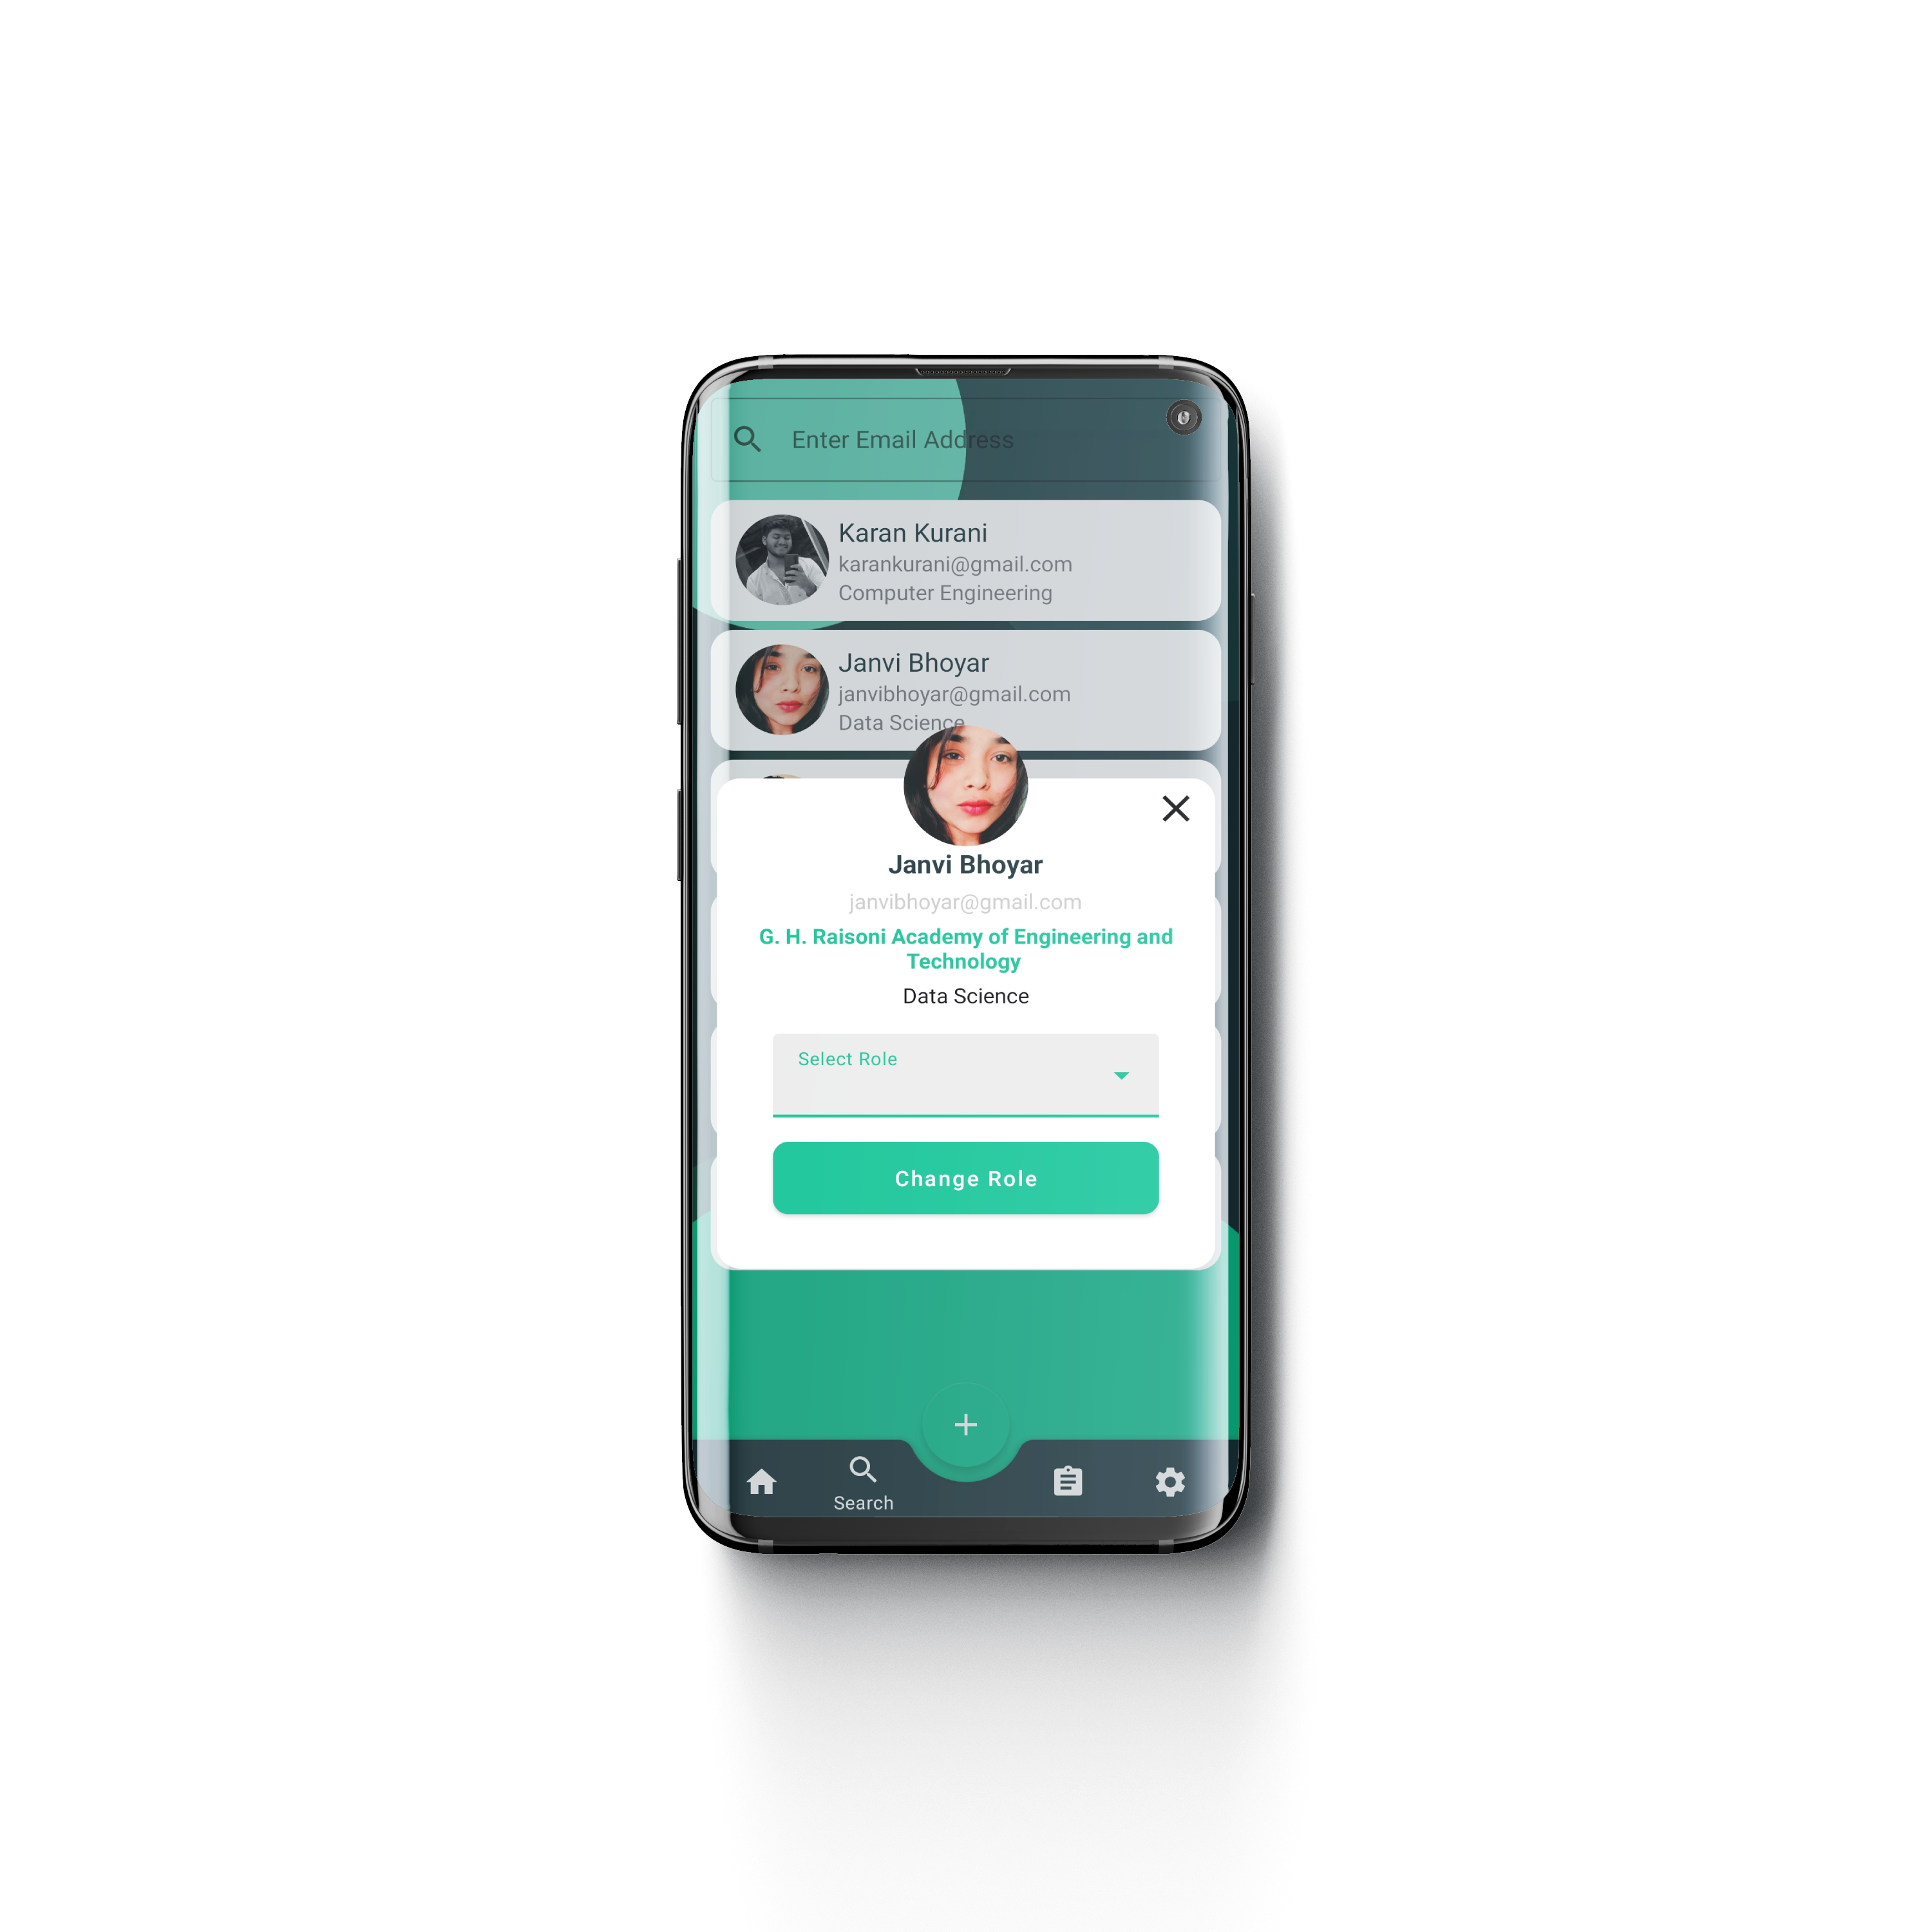 Enter Email Address
Karan Kurani
karankurani@gmail.com
Computer Engineering
Janvi Bhoyar
janvibhoyar@gmail.com
Data Science
Janvi Bhoyar
janvibhoyar@gmail.com
G. H. Raisoni Academy of Engineering and
Technology
Data Science
Select Role
Change Role
Search